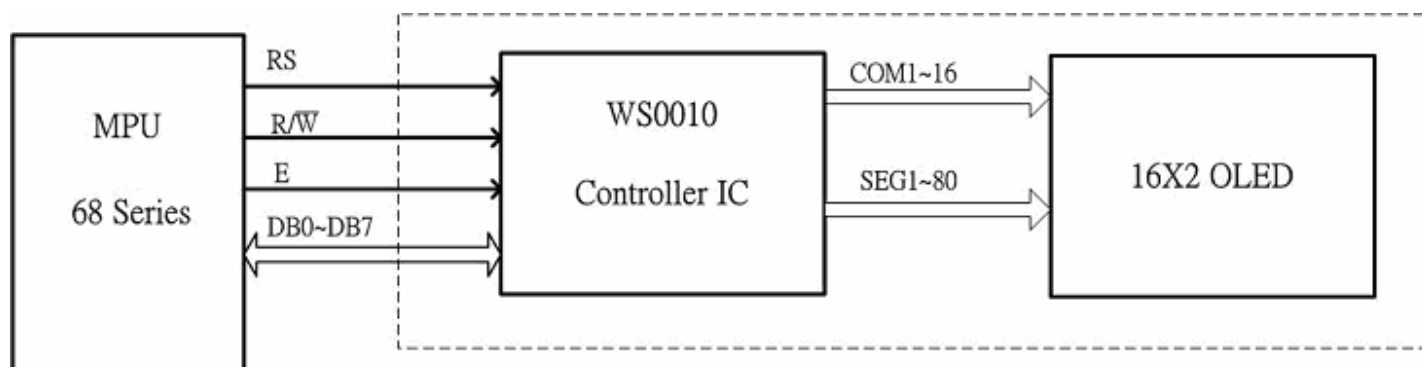 MPU
68 Series
RS
R/W̅
E
DB0~DB7
WS0010
Controller IC
COM1~16
SEG1~80
16X2 OLED